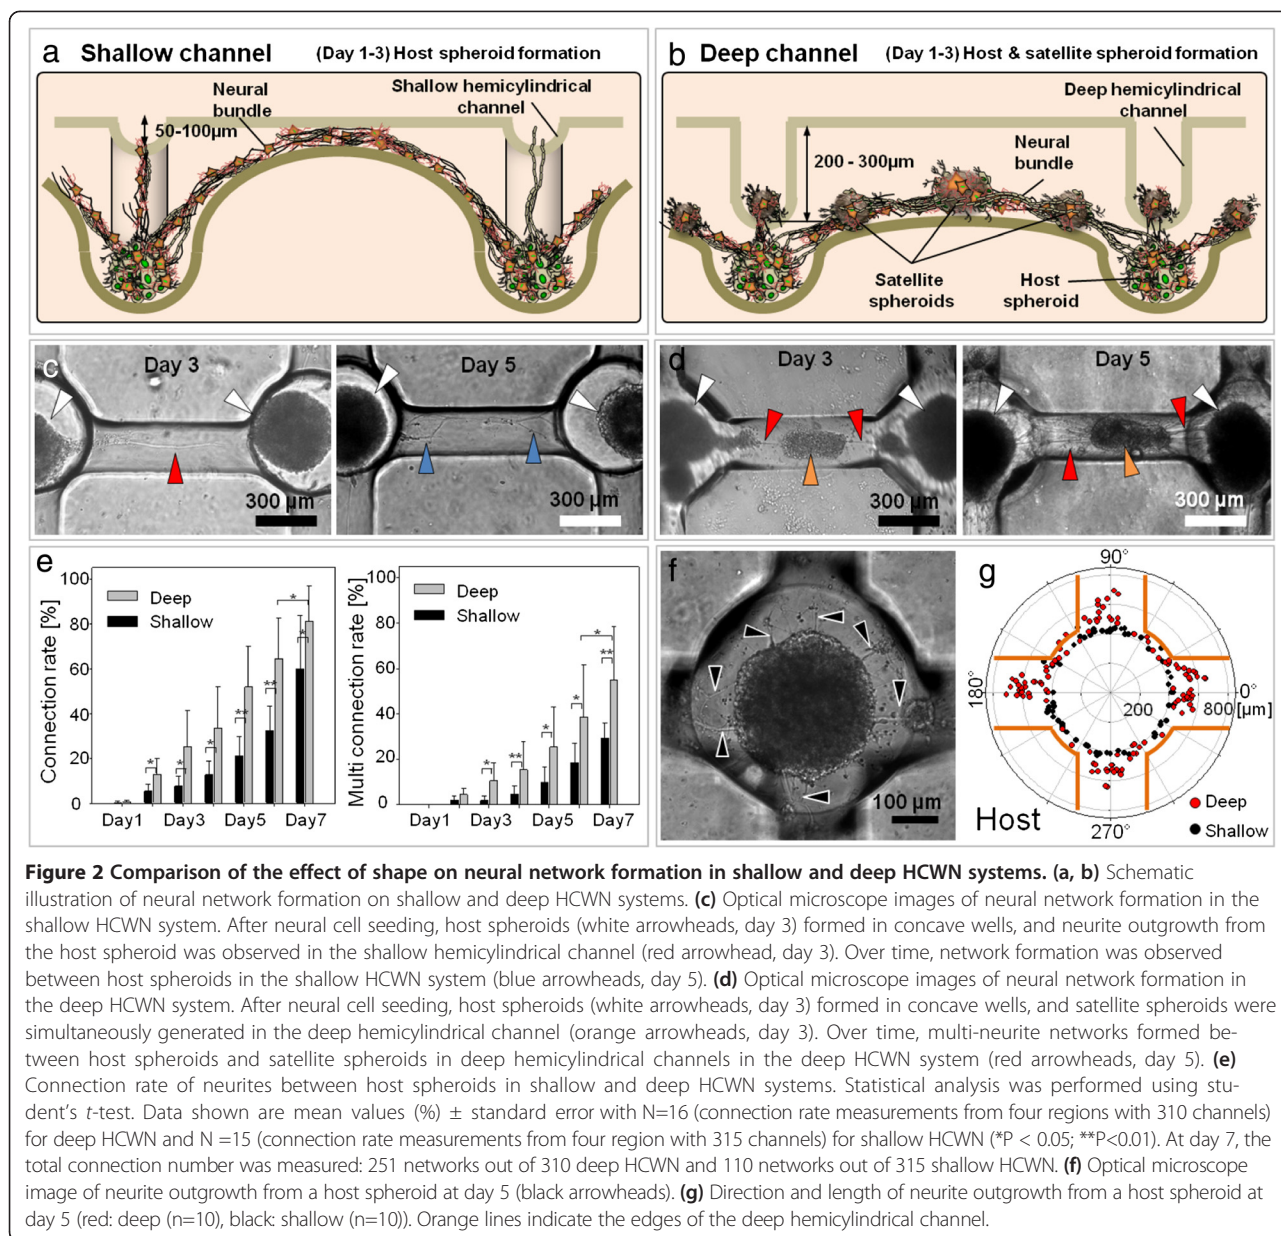 a Shallow channel (Day 1-3) Host spheroid formation
Neural
bundle
Shallow hemicylindrical
channel
50-100µm
b Deep channel (Day 1-3) Host & satellite spheroid formation
Deep hemicylindrical
channel
200 - 300µm
Neural
bundle
Satellite
spheroids
Host
spheroid
c Day 3
300 µm
Day 5
300 µm
d Day 3
300 µm
Day 5
300 µm
e
Connection rate [%]
100
80
60
40
20
0
Deep
Shallow
* * * ** ** * *
Day1 Day3 Day5 Day7
Multi connection rate [%]
100
80
60
40
20
0
Deep
Shallow
* ** * * ** *
Day1 Day3 Day5 Day7
f
100 µm
g
90°
180°
0°
200 800 [µm]
270°
Host
Deep
Shallow
Figure 2 Comparison of the effect of shape on neural network formation in shallow and deep HCWN systems. (a, b) Schematic
illustration of neural network formation on shallow and deep HCWN systems. (c) Optical microscope images of neural network formation in the
shallow HCWN system. After neural cell seeding, host spheroids (white arrowheads, day 3) formed in concave wells, and neurite outgrowth from
the host spheroid was observed in the shallow hemicylindrical channel (red arrowhead, day 3). Over time, network formation was observed
between host spheroids in the shallow HCWN system (blue arrowheads, day 5). (d) Optical microscope images of neural network formation in
the deep HCWN system. After neural cell seeding, host spheroids (white arrowheads, day 3) formed in concave wells, and satellite spheroids were
simultaneously generated in the deep hemicylindrical channel (orange arrowheads, day 3). Over time, multi-neurite networks formed be-
tween host spheroids and satellite spheroids in deep hemicylindrical channels in the deep HCWN system (red arrowheads, day 5). (e)
Connection rate of neurites between host spheroids in shallow and deep HCWN systems. Statistical analysis was performed using stu-
dent's t-test. Data shown are mean values (%) ± standard error with N=16 (connection rate measurements from four regions with 310 channels)
for deep HCWN and N =15 (connection rate measurements from four region with 315 channels) for shallow HCWN (*P < 0.05; **P<0.01). At day 7, the
total connection number was measured: 251 networks out of 310 deep HCWN and 110 networks out of 315 shallow HCWN. (f) Optical microscope
image of neurite outgrowth from a host spheroid at day 5 (black arrowheads). (g) Direction and length of neurite outgrowth from a host spheroid at
day 5 (red: deep (n=10), black: shallow (n=10)). Orange lines indicate the edges of the deep hemicylindrical channel.